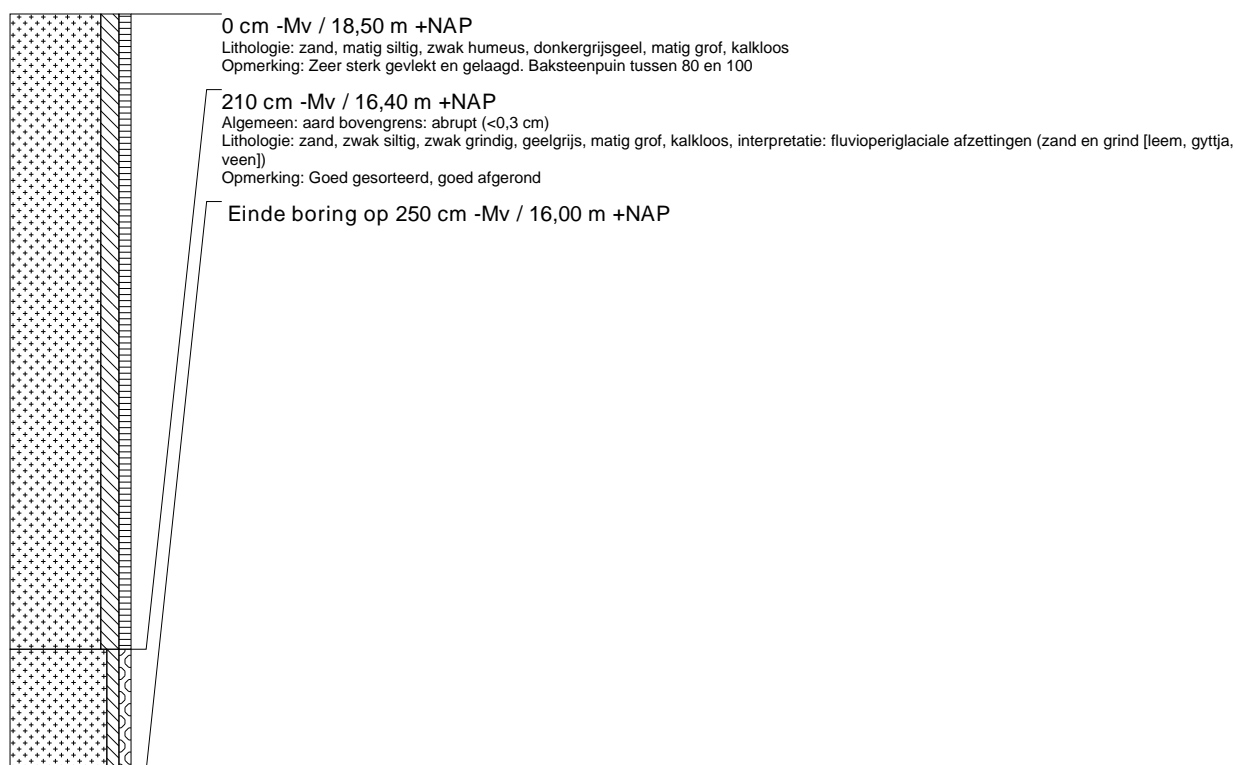 0 cm -Mv / 18,50 m +NAP
Lithologie: zand, matig siltig, zwak humeus, donkergrijsgeel, matig grof, kalkloos
Opmerking: Zeer sterk gevlekt en gelaagd. Baksteenpuin tussen 80 en 100
210 cm -Mv / 16,40 m +NAP
Algemeen: aard bovengrens: abrupt (<0,3 cm)
Lithologie: zand, zwak siltig, zwak grindig, geelgrijs, matig grof, kalkloos, interpretatie: fluvioperiglaciale afzettingen (zand en grind [leem, gyttja,
veen])
Opmerking: Goed gesorteerd, goed afgerond
Einde boring op 250 cm -Mv / 16,00 m +NAP